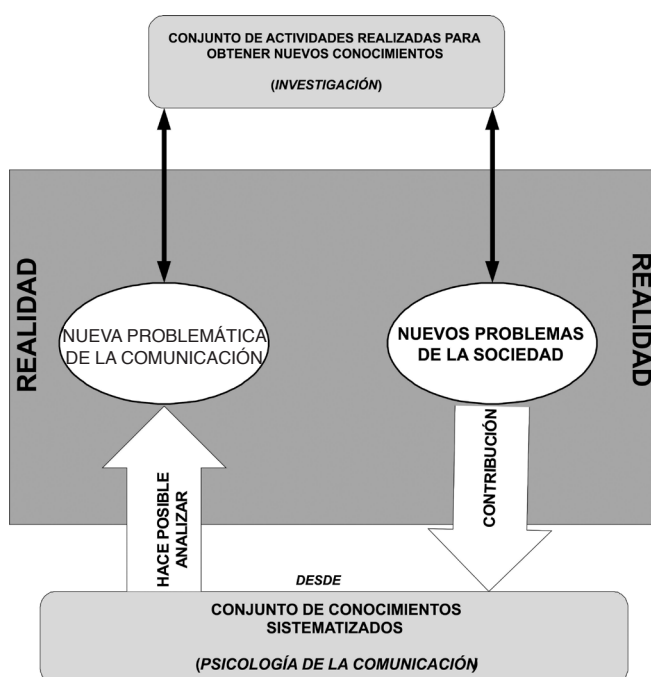 CONJUNTO DE ACTIVIDADES REALIZADAS PARA
OBTENER NUEVOS CONOCIMIENTOS
(INVESTIGACIÓN)
REALIDAD
REALIDAD
NUEVA PROBLEMÁTICA
DE LA COMUNICACIÓN
NUEVOS PROBLEMAS
DE LA SOCIEDAD
HACE POSIBLE
ANALIZAR
CONTRIBUCIÓN
DESDE
CONJUNTO DE CONOCIMIENTOS
SISTEMATIZADOS
(PSICOLOGÍA DE LA COMUNICACIÓN)